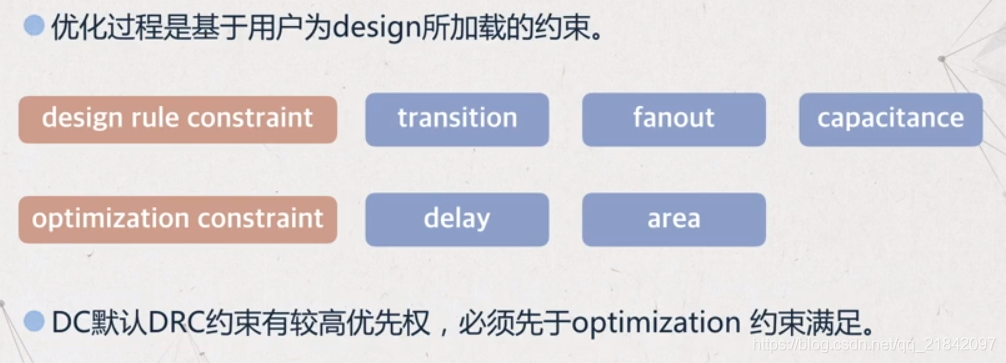 优化过程是基于用户为design所加载的约束。
design rule constraint transition fanout capacitance
optimization constraint delay area
DC默认DRC约束有较高优先权，必须先于optimization 约束满足。
https://blog.csdn.net/qq_21842097